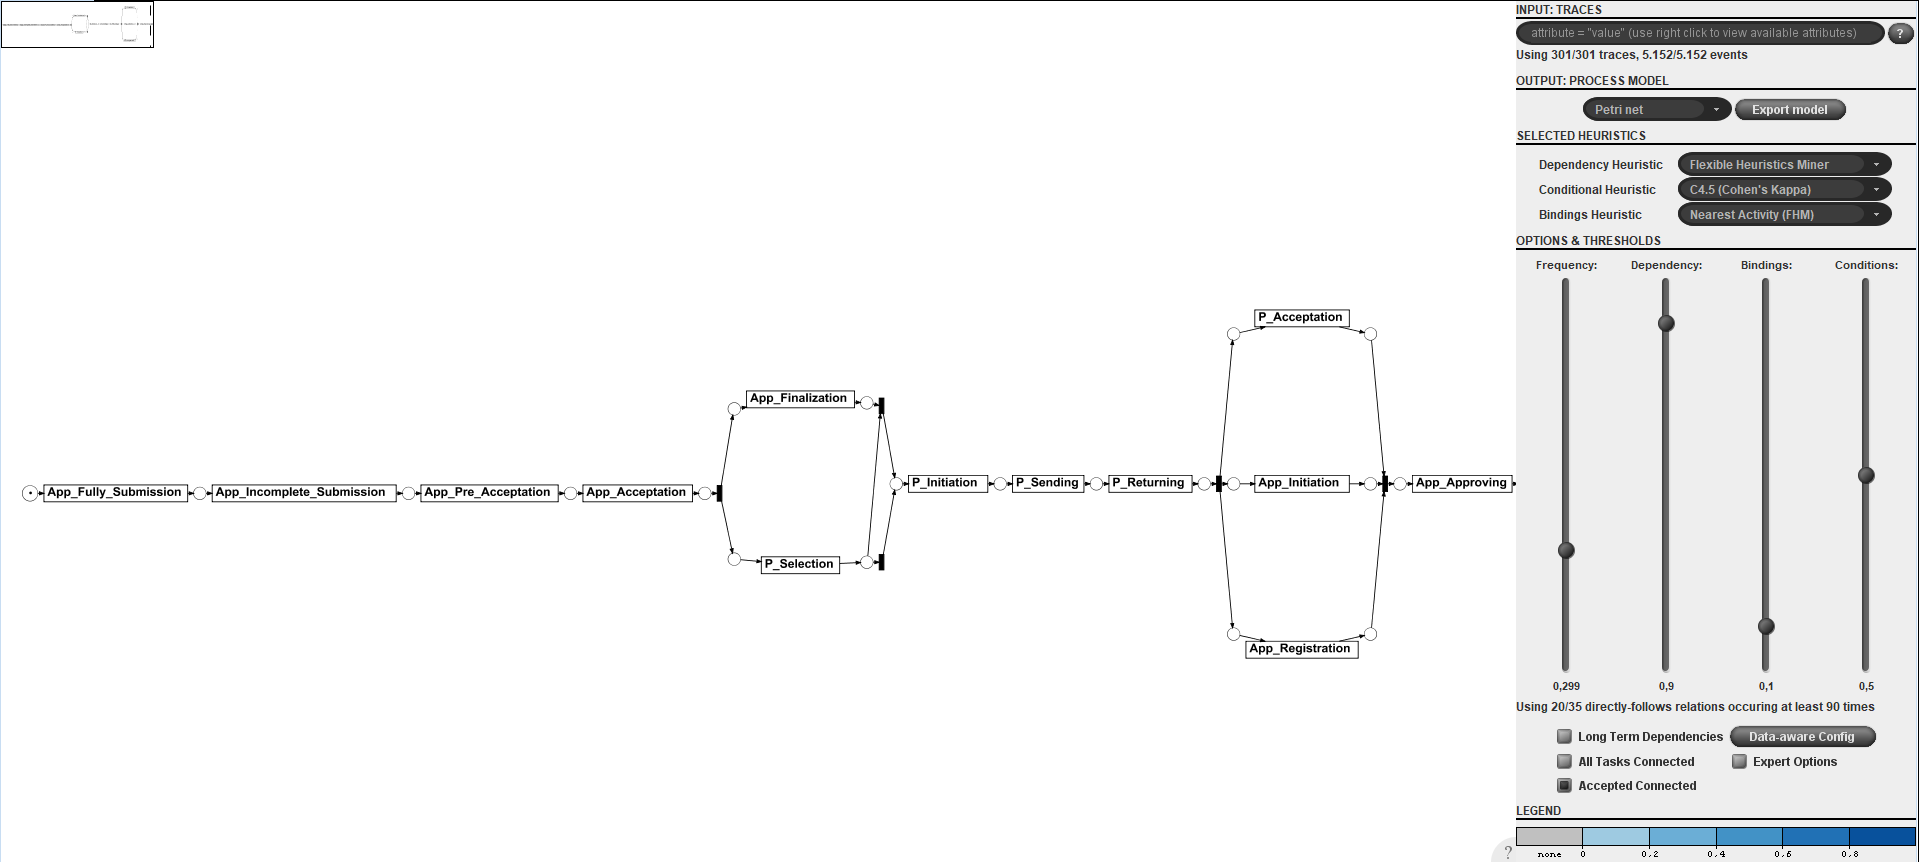 INPUT: TRACES
attribute = "value" (use right click to view available attributes)
?
Using 301/301 traces, 5.152/5.152 events
OUTPUT: PROCESS MODEL
Petri net
Export model
SELECTED HEURISTICS
Dependency Heuristic
Flexible Heuristics Miner
Conditional Heuristic
C4.5 (Cohen's Kappa)
Bindings Heuristic
Nearest Activity (FHM)
OPTIONS & THRESHOLDS
Frequency:
Dependency:
Bindings:
Conditions:
0,299
0,9
0,1
0,5
Using 20/35 directly-follows relations occuring at least 90 times
Long Term Dependencies
Data-aware Config
All Tasks Connected
Expert Options
Accepted Connected
LEGEND
none
0
0,2
0,4
0,6
0,8
?
App_Fully_Submission
App_Incomplete_Submission
App_Pre_Acceptation
App_Acceptation
App_Finalization
P_Selection
P_Initiation
P_Sending
P_Returning
P_Acceptation
App_Initiation
App_Registration
App_Approving